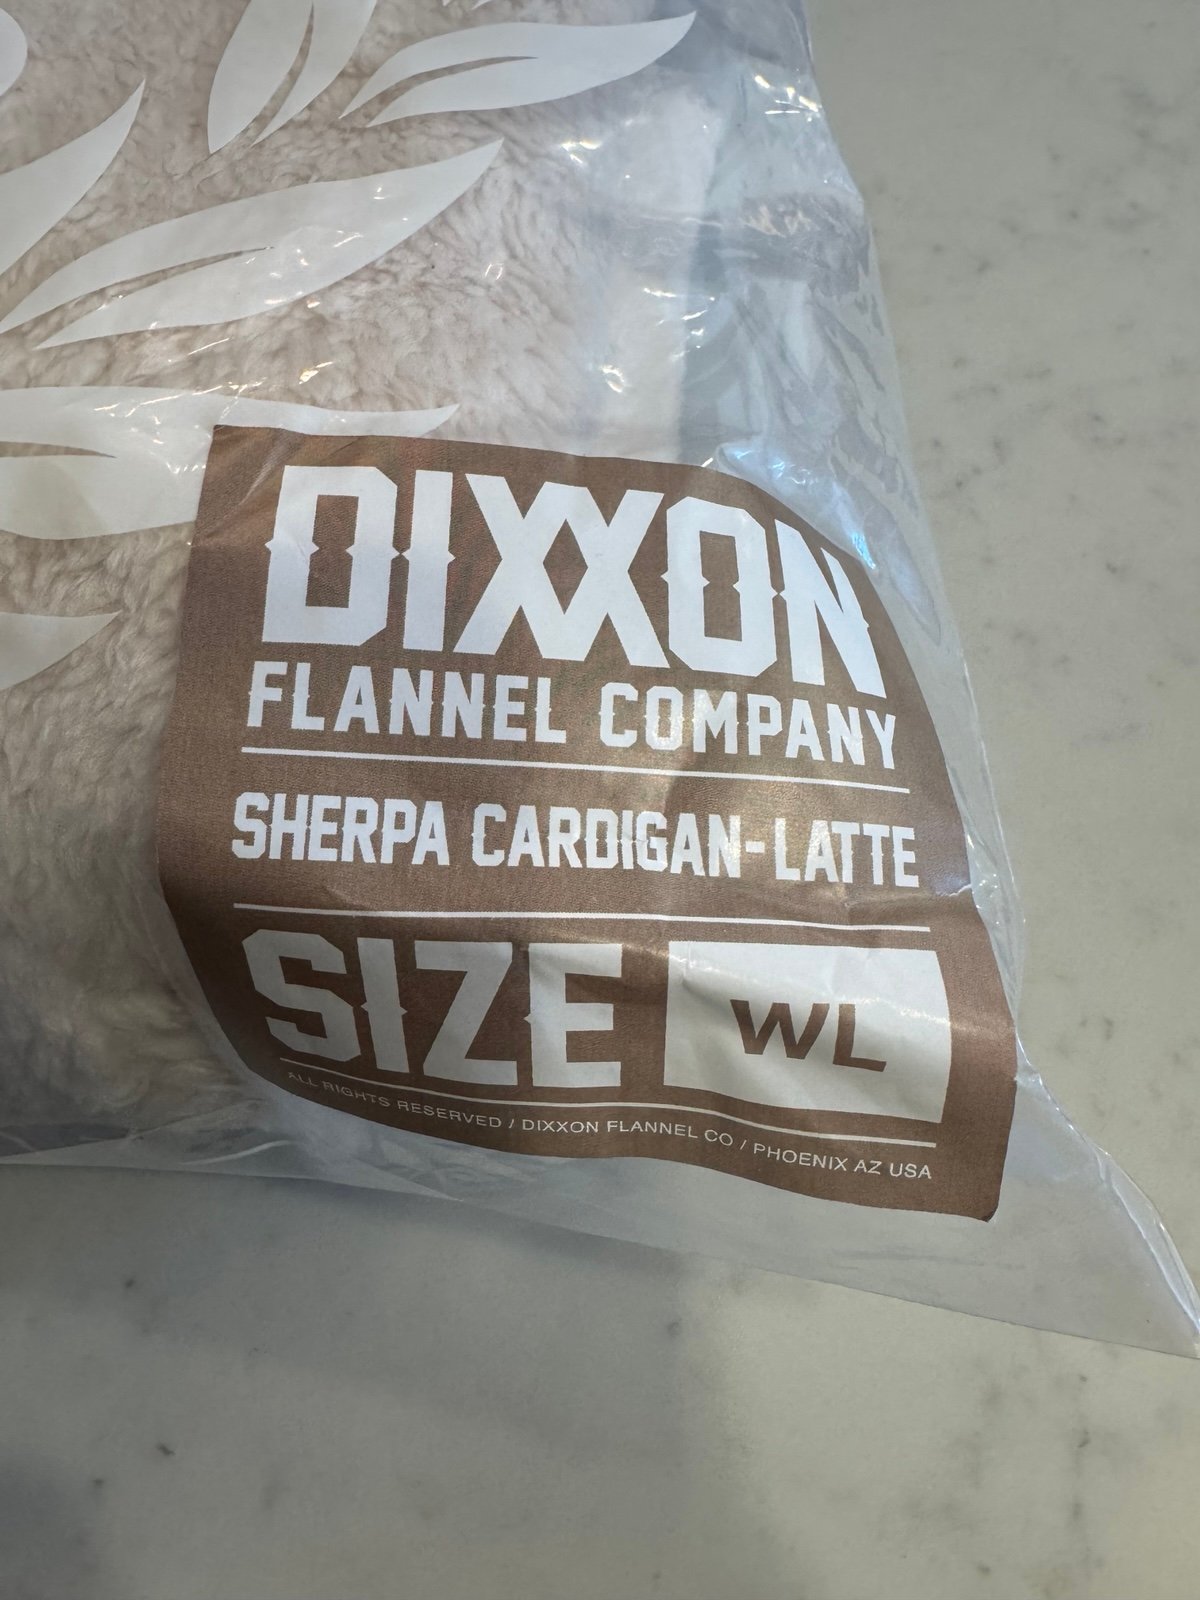 DIXXON
FLANNEL COMPANY
SHERPA CARDIGAN-LATTE
SIZE WL
ALL RIGHTS RESERVED / DIXXON FLANNEL CO / PHOENIX AZ USA